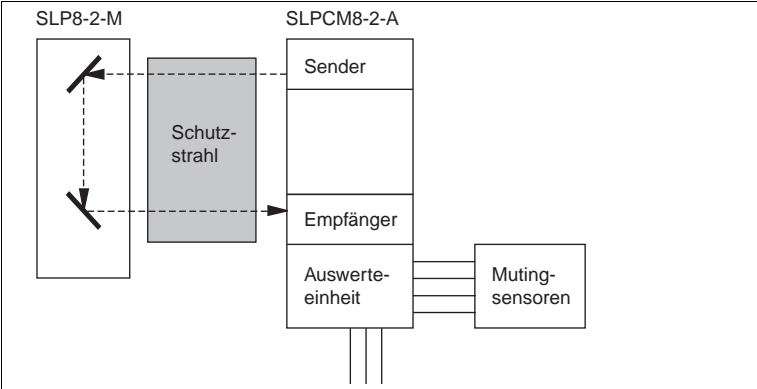 SLP8-2-M
SLPCM8-2-A
Sender
Schutz-
strahl
Empfänger
Auswerte-
einheit
Muting-
sensoren